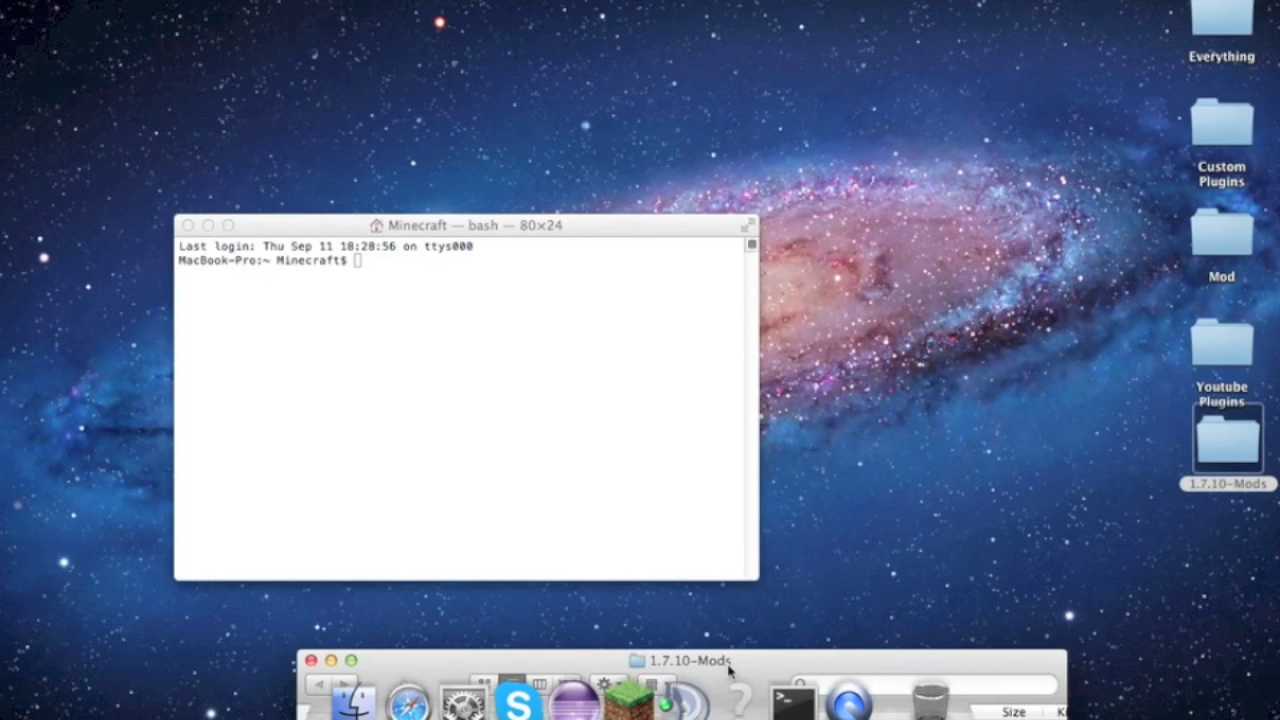 Everything
Custom
Plugins
Mod
Youtube
Plugins
1.7.10-Mods
Minecraft — bash — 80×24
Last login: Thu Sep 11 18:28:56 on ttys000
MacBook-Pro:~ Minecraft$
1.7.10-Mods
Size